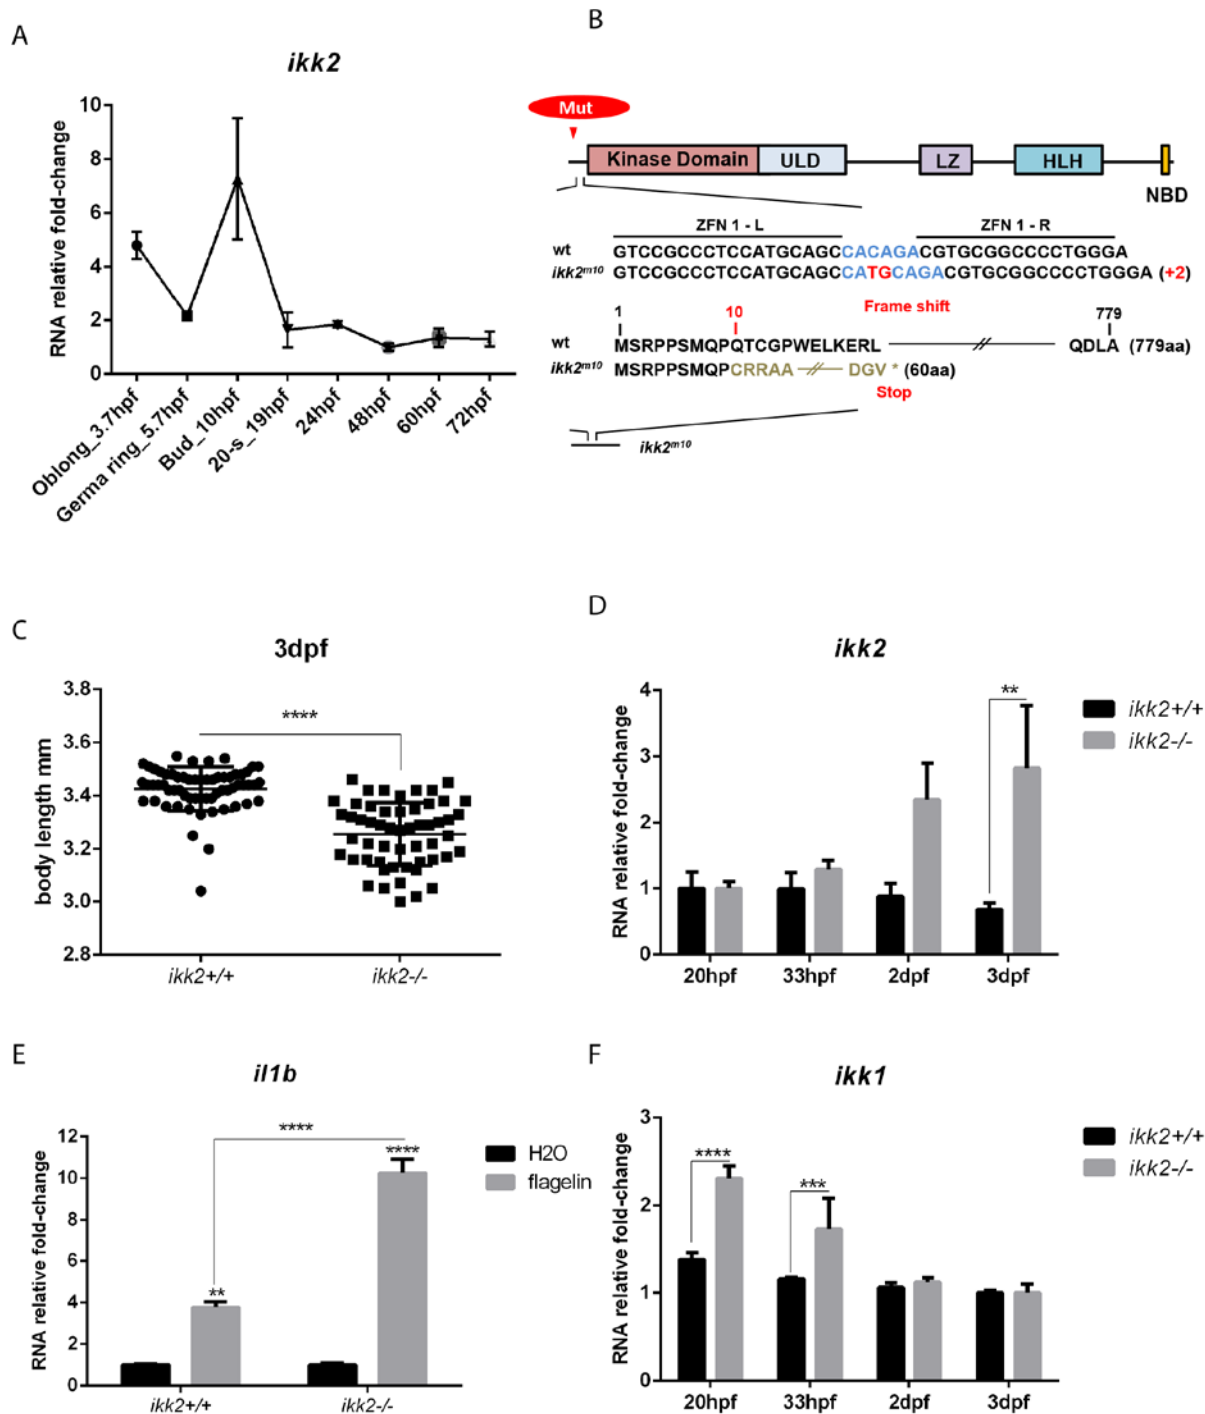 A
ikk2
RNA relative fold-change
10
8
6
4
2
0
Oblong_3.7hpf
Germa ring_5.7hpf
Bud_10hpf
20-s_19hpf
24hpf
48hpf
60hpf
72hpf
B
Mut
Kinase Domain
ULD
LZ
HLH
NBD
ZFN 1 - L
ZFN 1 - R
wt
GTCCGCCCTCCATGCAGCCACAGACGTGCGGCCCCTGGGA
ikk2m10
GTCCGCCCTCCATGCAGCCATGCAGACGTGCGGCCCCTGGGA (+2)
Frame shift
1
10
779
wt
MSRPPSMQPQTCGPWELKERL
QDLA (779aa)
ikk2m10
MSRPPSMQPCRRAA
DGV * (60aa)
Stop
ikk2m10
C
3dpf
body length mm
3.8
3.6
3.4
3.2
3.0
2.8
****
ikk2+/+
ikk2-/-
D
ikk2
RNA relative fold-change
4
3
2
1
0
**
ikk2+/+
ikk2-/-
20hpf
33hpf
2dpf
3dpf
E
il1b
RNA relative fold-change
12
10
8
6
4
2
0
****
****
**
H2O
flagelin
ikk2+/+
ikk2-/-
F
ikk1
RNA relative fold-change
3
2
1
0
****
***
ikk2+/+
ikk2-/-
20hpf
33hpf
2dpf
3dpf